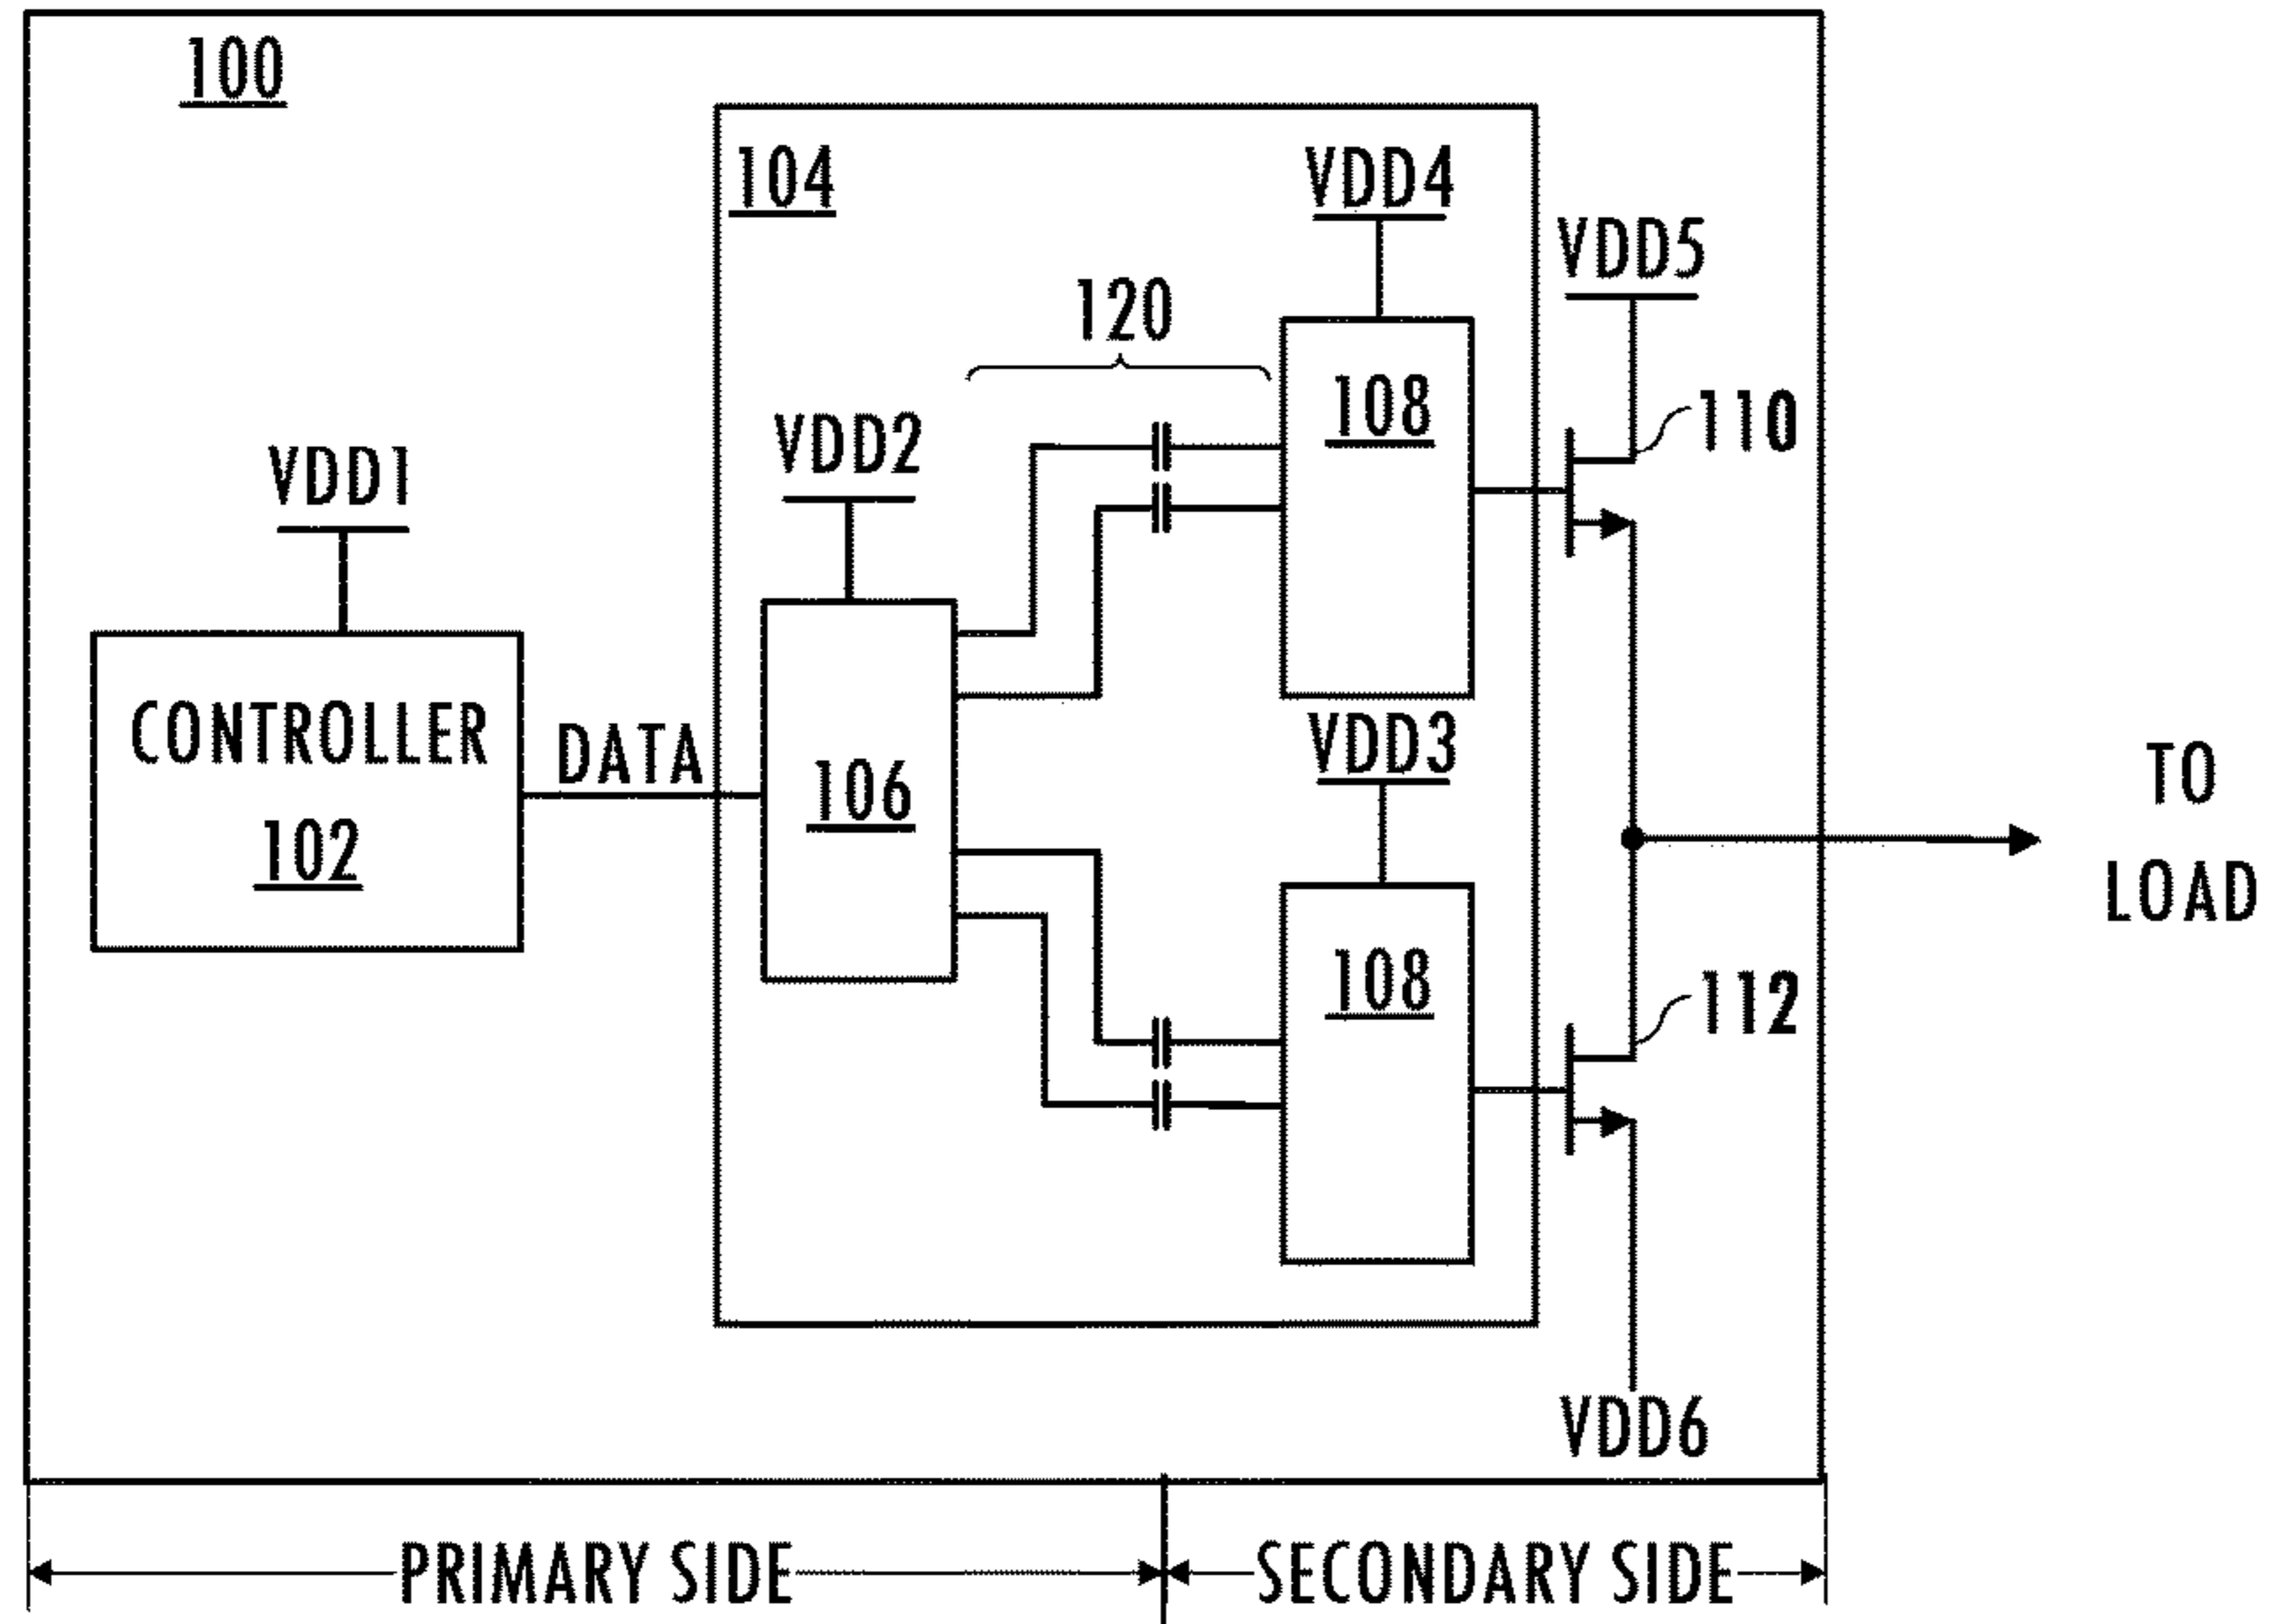 100
104
VDD4
VDD5
120
108
110
VDD2
VDD1
CONTROLLER
102
DATA
106
VDD3
TO
LOAD
108
112
VDD6
PRIMARY SIDE
SECONDARY SIDE